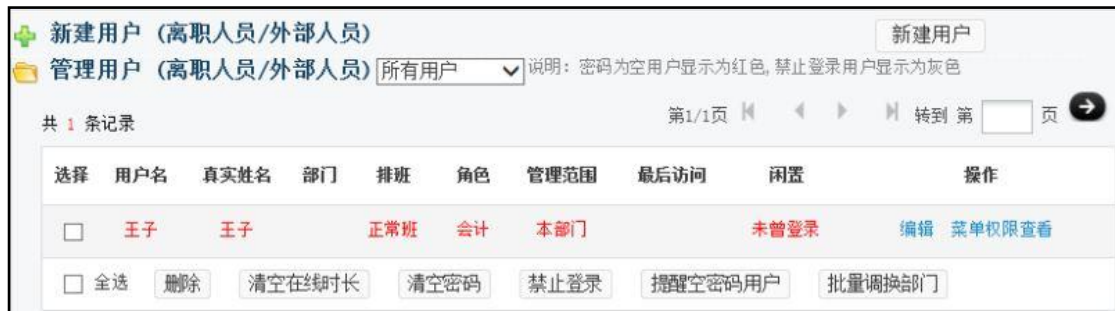 新建用户 (离职人员/外部人员) 新建用户
管理用户 (离职人员/外部人员) 所有用户 说明: 密码为空用户显示为红色, 禁止登录用户显示为灰色
共 1 条记录 第1/1页 转到 第 页
选择 用户名 真实姓名 部门 排班 角色 管理范围 最后访问 闲置 操作
王子 王子 正常班 会计 本部门 未曾登录 编辑 菜单权限查看
全选 删除 清空在线时长 清空密码 禁止登录 提醒空密码用户 批量调换部门